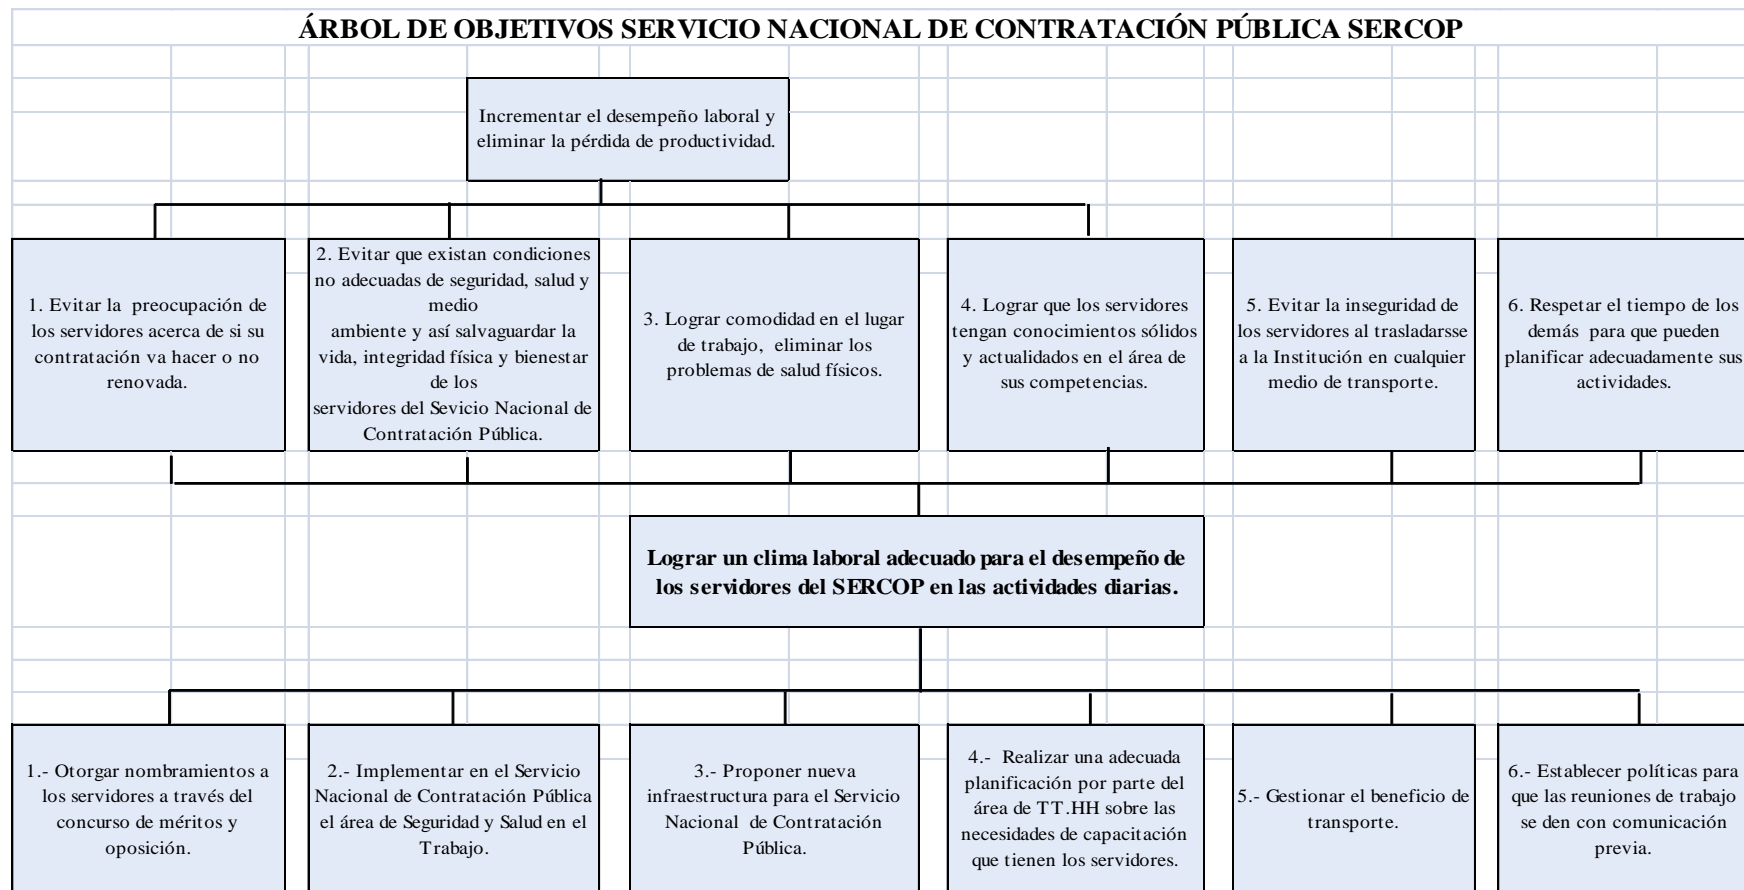 ÁRBOL DE OBJETIVOS SERVICIO NACIONAL DE CONTRATACIÓN PÚBLICA SERCOP
Incrementar el desempeño laboral y
eliminar la pérdida de productividad.
1. Evitar la preocupación de
los servidores acerca de si su
contratación va hacer o no
renovada.
2. Evitar que existan condiciones
no adecuadas de seguridad, salud y
medio
ambiente y así salvaguardar la
vida, integridad física y bienestar
de los
servidores del Sevicio Nacional de
Contratación Pública.
3. Lograr comodidad en el lugar
de trabajo, eliminar los
problemas de salud físicos.
4. Lograr que los servidores
tengan conocimientos sólidos
y actualidados en el área de
sus competencias.
5. Evitar la inseguridad de
los servidores al trasladarsse
a la Institución en cualquier
medio de transporte.
6. Respetar el tiempo de los
demás para que pueden
planificar adecuadamente sus
actividades.
Lograr un clima laboral adecuado para el desempeño de
los servidores del SERCOP en las actividades diarias.
1.- Otorgar nombramientos a
los servidores a través del
concurso de méritos y
oposición.
2.- Implementar en el Servicio
Nacional de Contratación Pública
el área de Seguridad y Salud en el
Trabajo.
3.- Proponer nueva
infraestructura para el Servicio
Nacional de Contratación
Pública.
4.- Realizar una adecuada
planificación por parte del
área de TT.HH sobre las
necesidades de capacitación
que tienen los servidores.
5.- Gestionar el beneficio de
transporte.
6.- Establecer políticas para
que las reuniones de trabajo
se den con comunicación
previa.